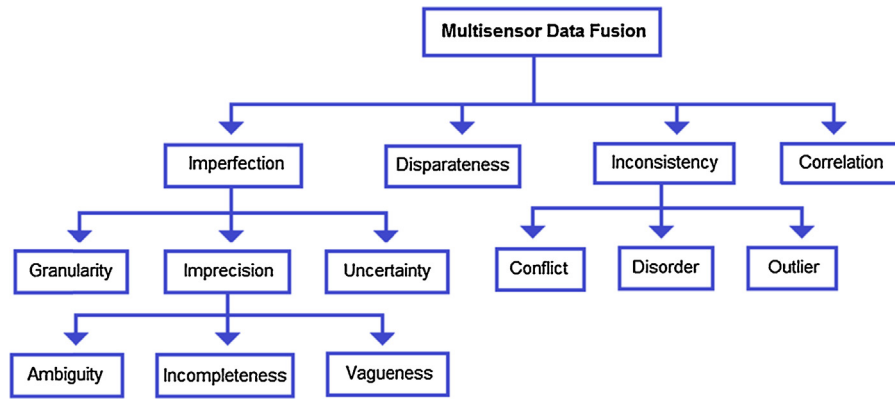 Multisensor Data Fusion
Imperfection
Disparateness
Inconsistency
Correlation
Granularity
Imprecision
Uncertainty
Conflict
Disorder
Outlier
Ambiguity
Incompleteness
Vagueness